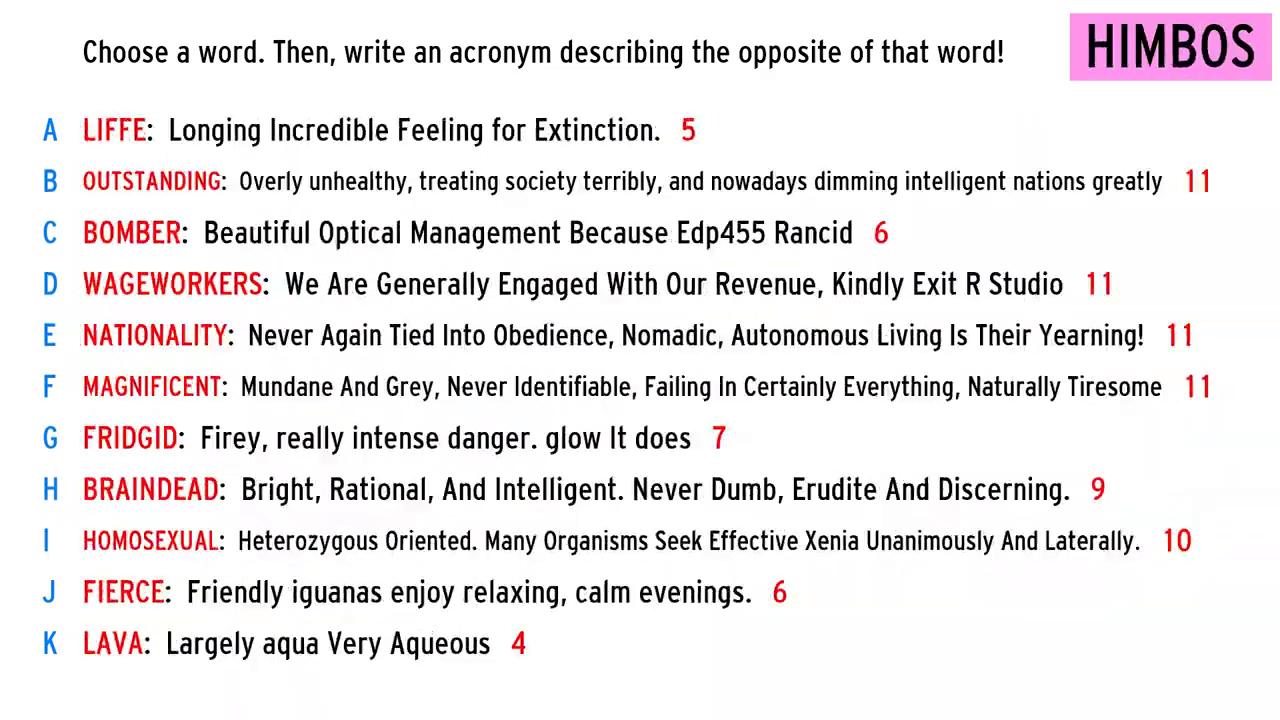 Choose a word. Then, write an acronym describing the opposite of that word!
HIMBOS
A LIFFE: Longing Incredible Feeling for Extinction. 5
B OUTSTANDING: Overly unhealthy, treating society terribly, and nowadays dimming intelligent nations greatly 11
C BOMBER: Beautiful Optical Management Because Edp455 Rancid 6
D WAGEWORKERS: We Are Generally Engaged With Our Revenue, Kindly Exit R Studio 11
E NATIONALITY: Never Again Tied Into Obedience, Nomadic, Autonomous Living Is Their Yearning! 11
F MAGNIFICENT: Mundane And Grey, Never Identifiable, Failing In Certainly Everything, Naturally Tiresome 11
G FRIDGID: Firey, really intense danger. glow It does 7
H BRAINDEAD: Bright, Rational, And Intelligent. Never Dumb, Erudite And Discerning. 9
I HOMOSEXUAL: Heterozygous Oriented. Many Organisms Seek Effective Xenia Unanimously And Laterally. 10
J FIERCE: Friendly iguanas enjoy relaxing, calm evenings. 6
K LAVA: Largely aqua Very Aqueous 4